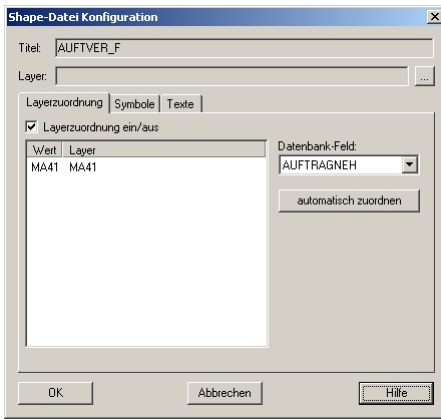 Shape-Datei Konfiguration
Titel: AUFTVER_F
Layer: ...
Layerzuordnung Symbole Texte
Layerzuordnung ein/aus
Wert Layer
MA41 MA41
Datenbank-Feld:
AUFTRAGNEH
automatisch zuordnen
OK Abbrechen Hilfe